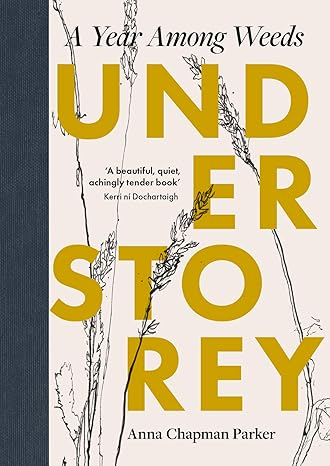 A Year Among Weeds
UND
'A beautiful, quiet,
achingly tender book'
Kerri ní Dochartaigh
ER
STO
REY
Anna Chapman Parker